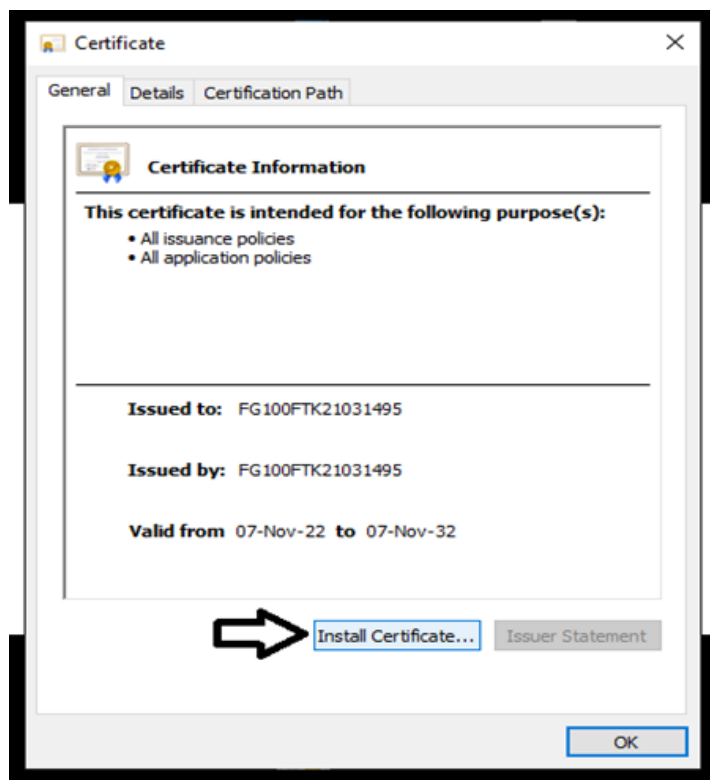 Certificate
General Details Certification Path
Certificate Information
This certificate is intended for the following purpose(s):
• All issuance policies
• All application policies
Issued to: FG100FTK21031495
Issued by: FG100FTK21031495
Valid from 07-Nov-22 to 07-Nov-32
Install Certificate... Issuer Statement
OK